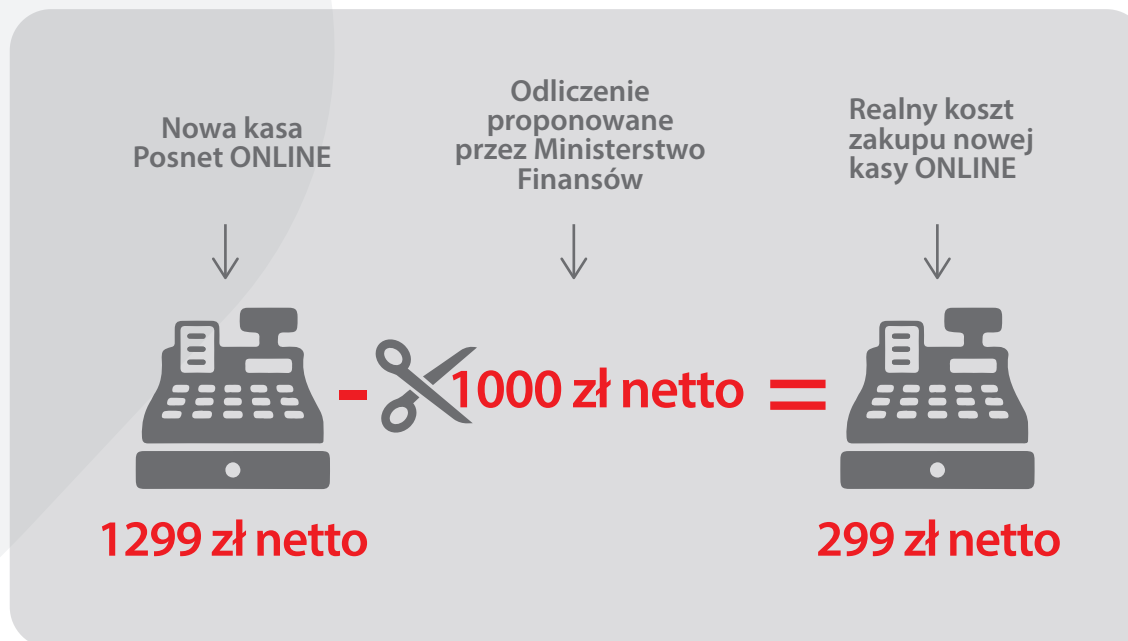 Nowa kasa
Posnet ONLINE
Odliczenie
proponowane
przez Ministerstwo
Finansów
Realny koszt
zakupu nowej
kasy ONLINE
- 1000 zł netto =
1299 zł netto
299 zł netto